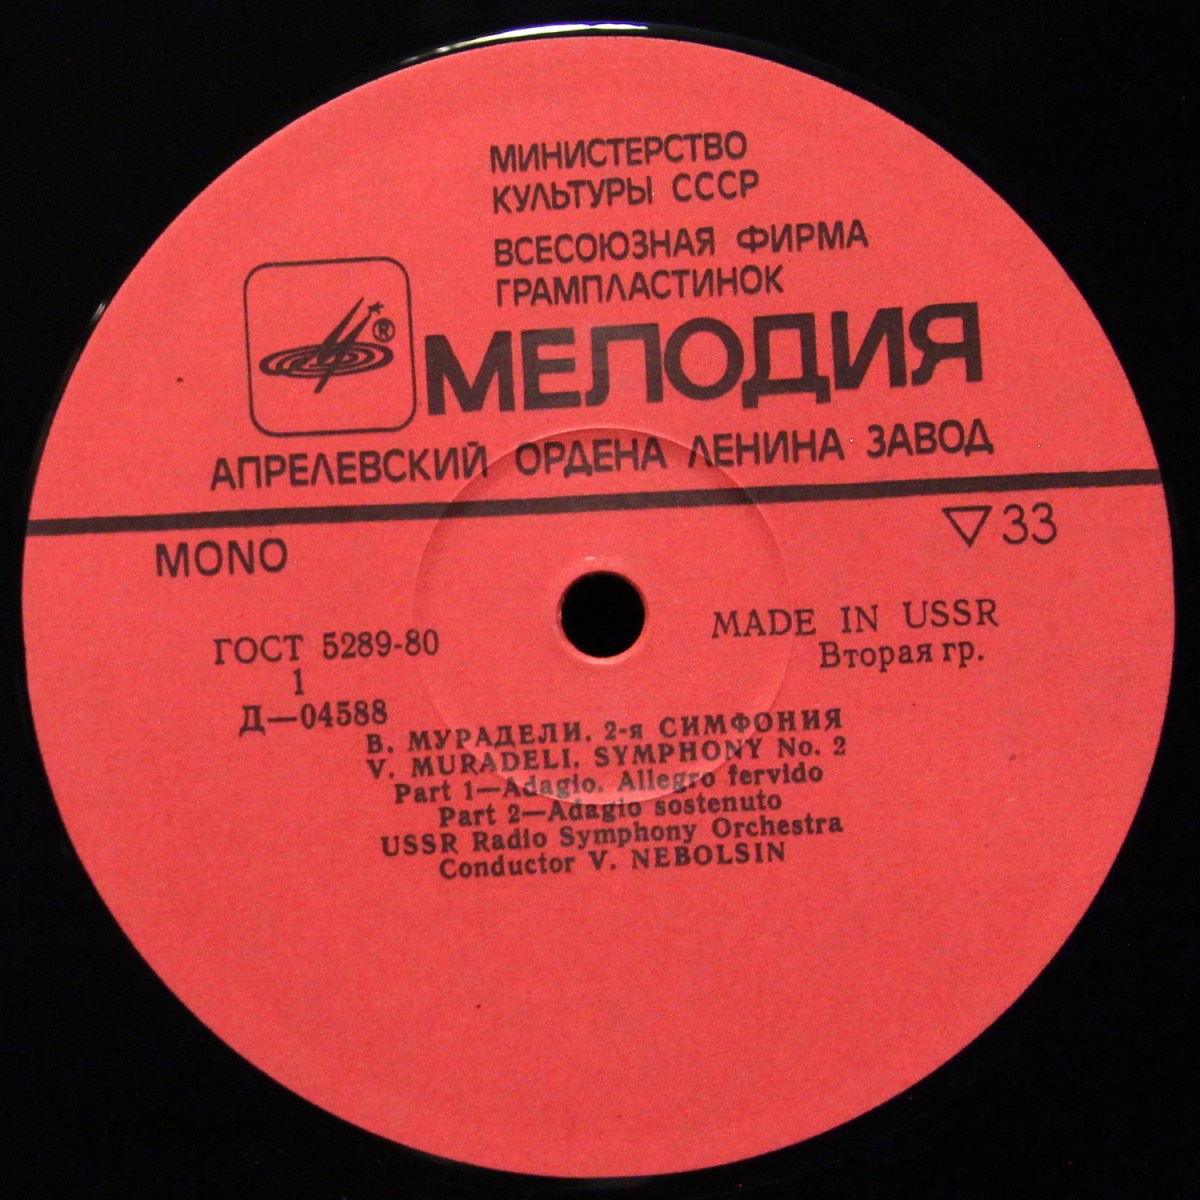 МИНИСТЕРСТВО
КУЛЬТУРЫ СССР
ВСЕСОЮЗНАЯ ФИРМА
ГРАМПЛАСТИНОК
®
МЕЛОДИЯ
АПРЕЛЕВСКИЙ ОРДЕНА ЛЕНИНА ЗАВОД
MONO
▽33
ГОСТ 5289-80
1
Д—04588
MADE IN USSR
Вторая гр.
В. МУРАДЕЛИ. 2-я СИМФОНИЯ
V. MURADELI. SYMPHONY No. 2
Part 1—Adagio. Allegro fervido
Part 2—Adagio sostenuto
USSR Radio Symphony Orchestra
Conductor V. NEBOLSIN